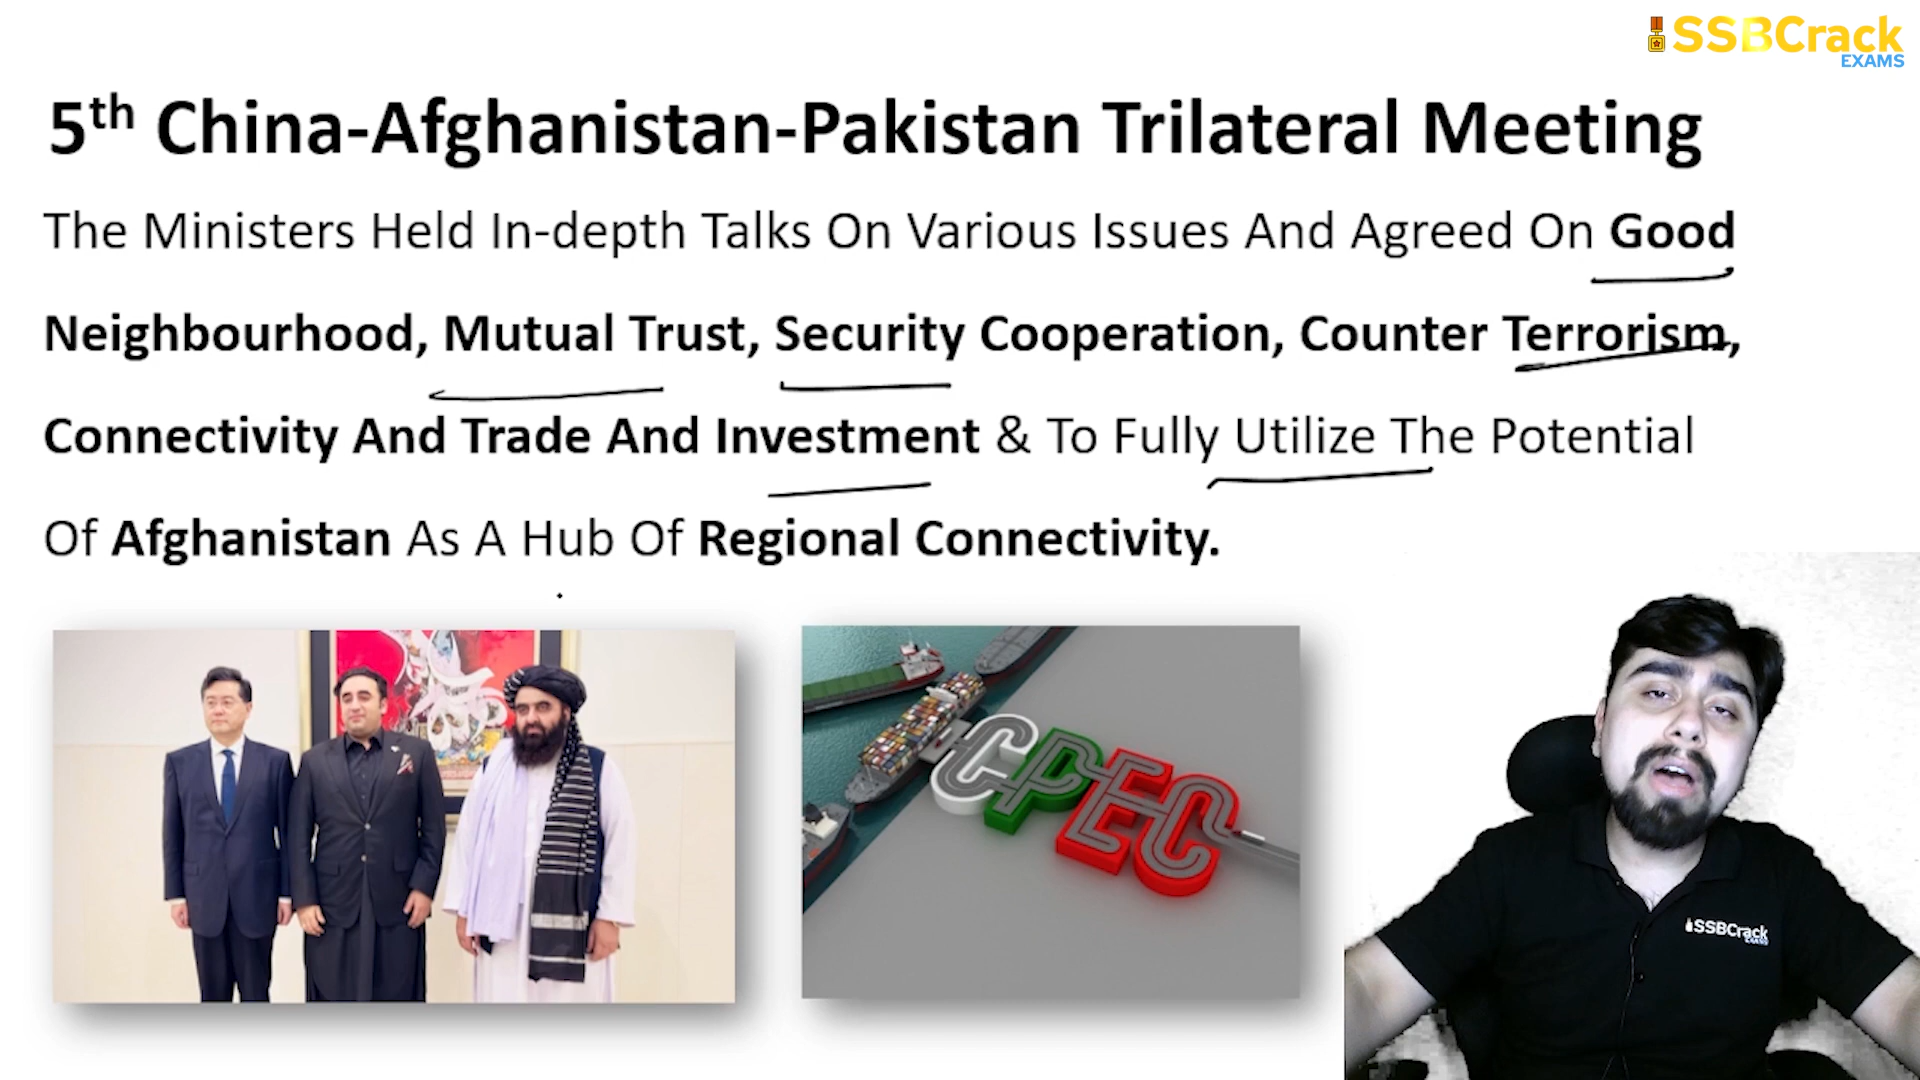 SSBCrack
EXAMS
5th China-Afghanistan-Pakistan Trilateral Meeting
The Ministers Held In-depth Talks On Various Issues And Agreed On Good
Neighbourhood, Mutual Trust, Security Cooperation, Counter Terrorism,
Connectivity And Trade And Investment & To Fully Utilize The Potential
Of Afghanistan As A Hub Of Regional Connectivity.
CPEC
SSBCrack
EXAMS